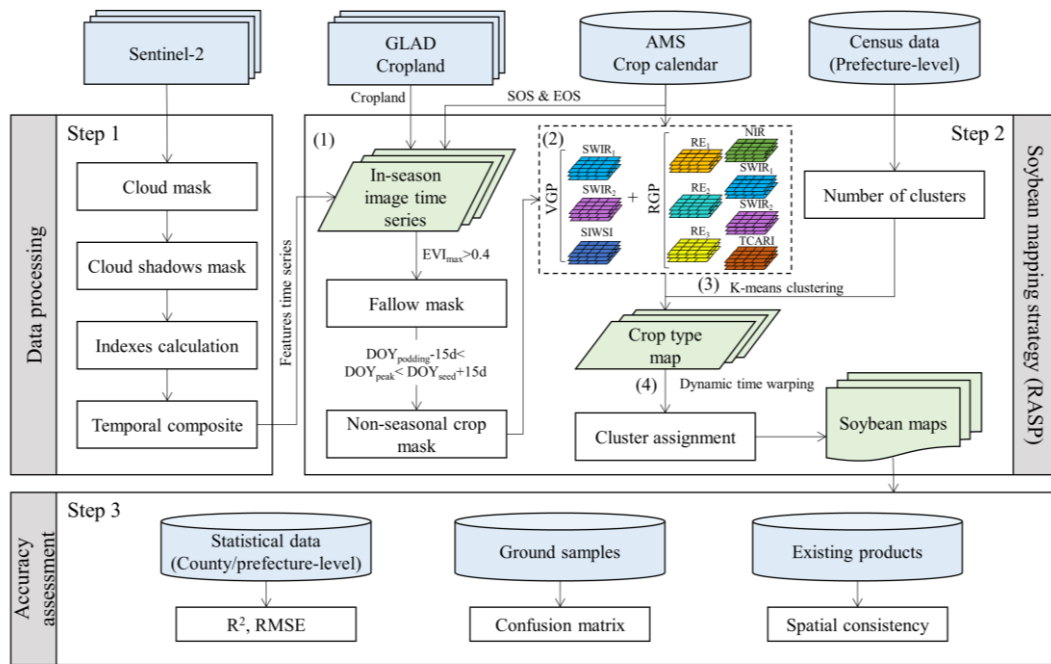 Sentinel-2
GLAD
Cropland
AMS
Crop calendar
Census data
(Prefecture-level)
Cropland
SOS & EOS
Data processing
Step 1
Cloud mask
Cloud shadows mask
Indexes calculation
Temporal composite
Features time series
Step 2
Soybean mapping strategy (RASP)
(1)
In-season
image time
series
EVImax>0.4
Fallow mask
DOYpodding-15d<
DOYpeak< DOYseed+15d
Non-seasonal crop
mask
(2)
VGP
SWIR1
SWIR2
SIWSI
+
RGP
RE1
RE2
RE3
NIR
SWIR1
SWIR2
TCARI
Number of clusters
(3)
K-means clustering
Crop type
map
(4)
Dynamic time warping
Cluster assignment
Soybean maps
Accuracy
assessment
Step 3
Statistical data
(County/prefecture-level)
R², RMSE
Ground samples
Confusion matrix
Existing products
Spatial consistency